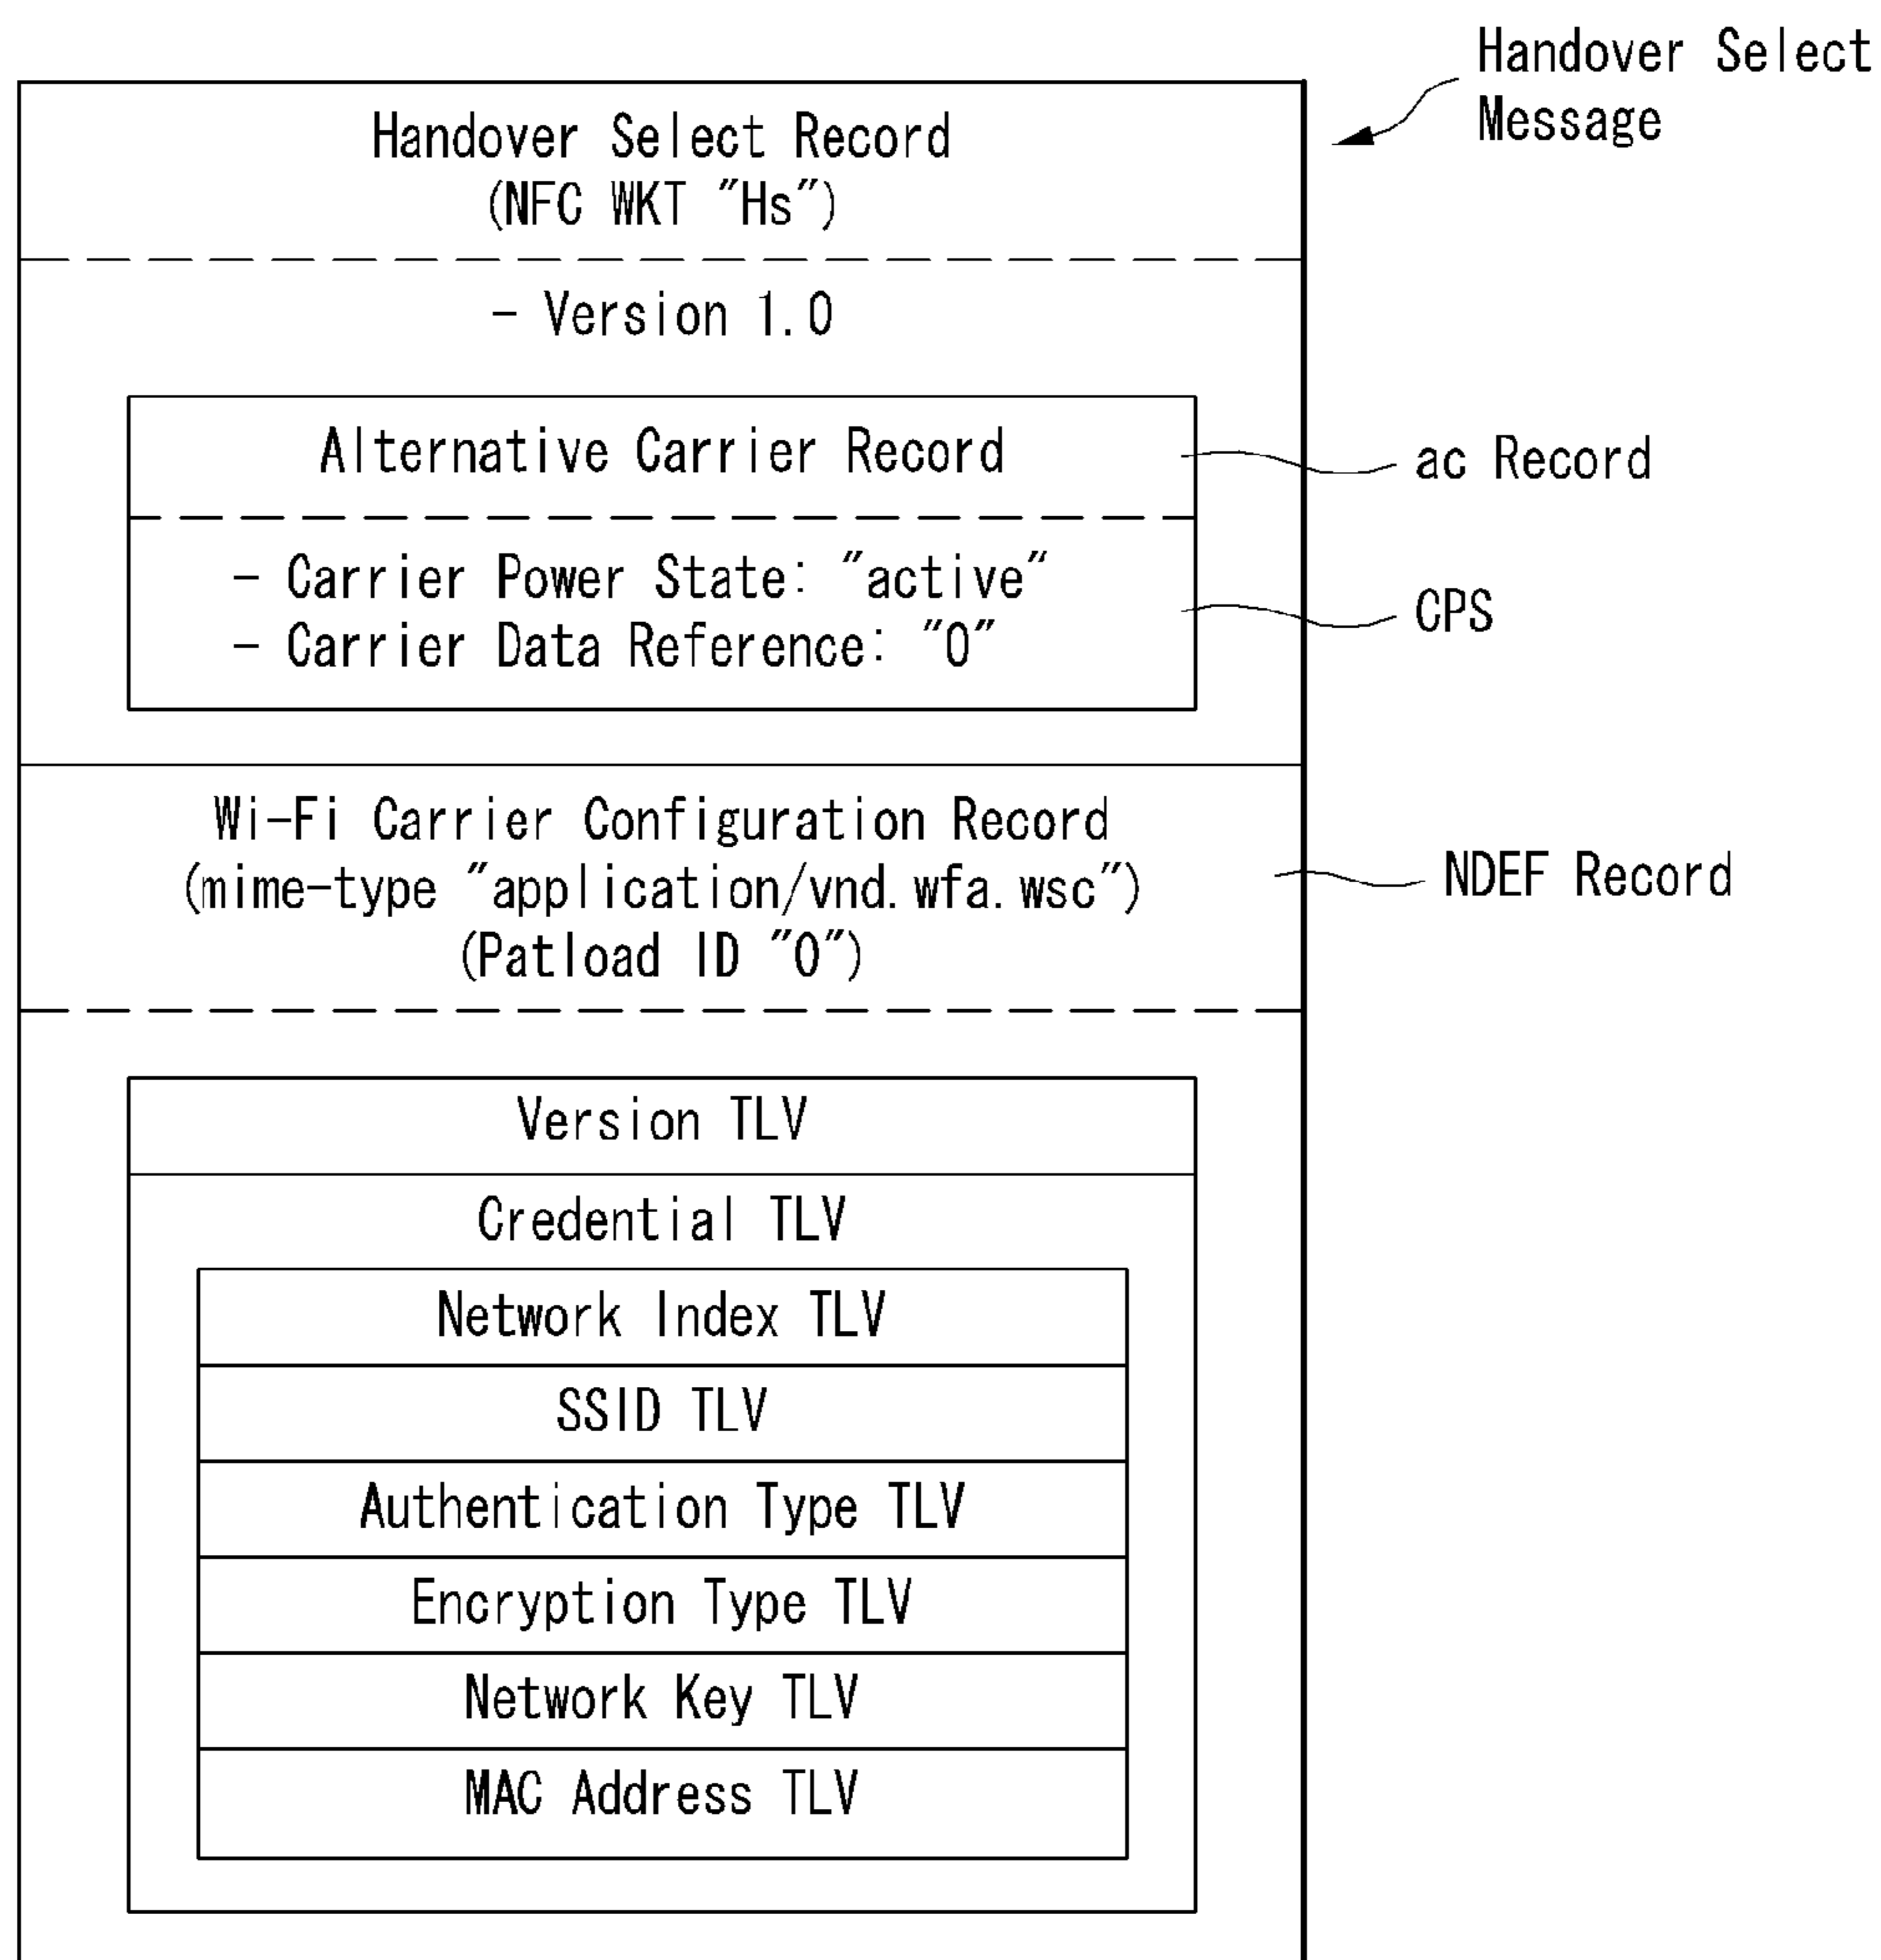 Handover Select
Message
Handover Select Record
(NFC WKT "Hs")
- Version 1.0
Alternative Carrier Record
ac Record
- Carrier Power State: "active"
- Carrier Data Reference: "0"
CPS
Wi-Fi Carrier Configuration Record
(mime-type "application/vnd.wfa.wsc")
(Patload ID "0")
NDEF Record
Version TLV
Credential TLV
Network Index TLV
SSID TLV
Authentication Type TLV
Encryption Type TLV
Network Key TLV
MAC Address TLV